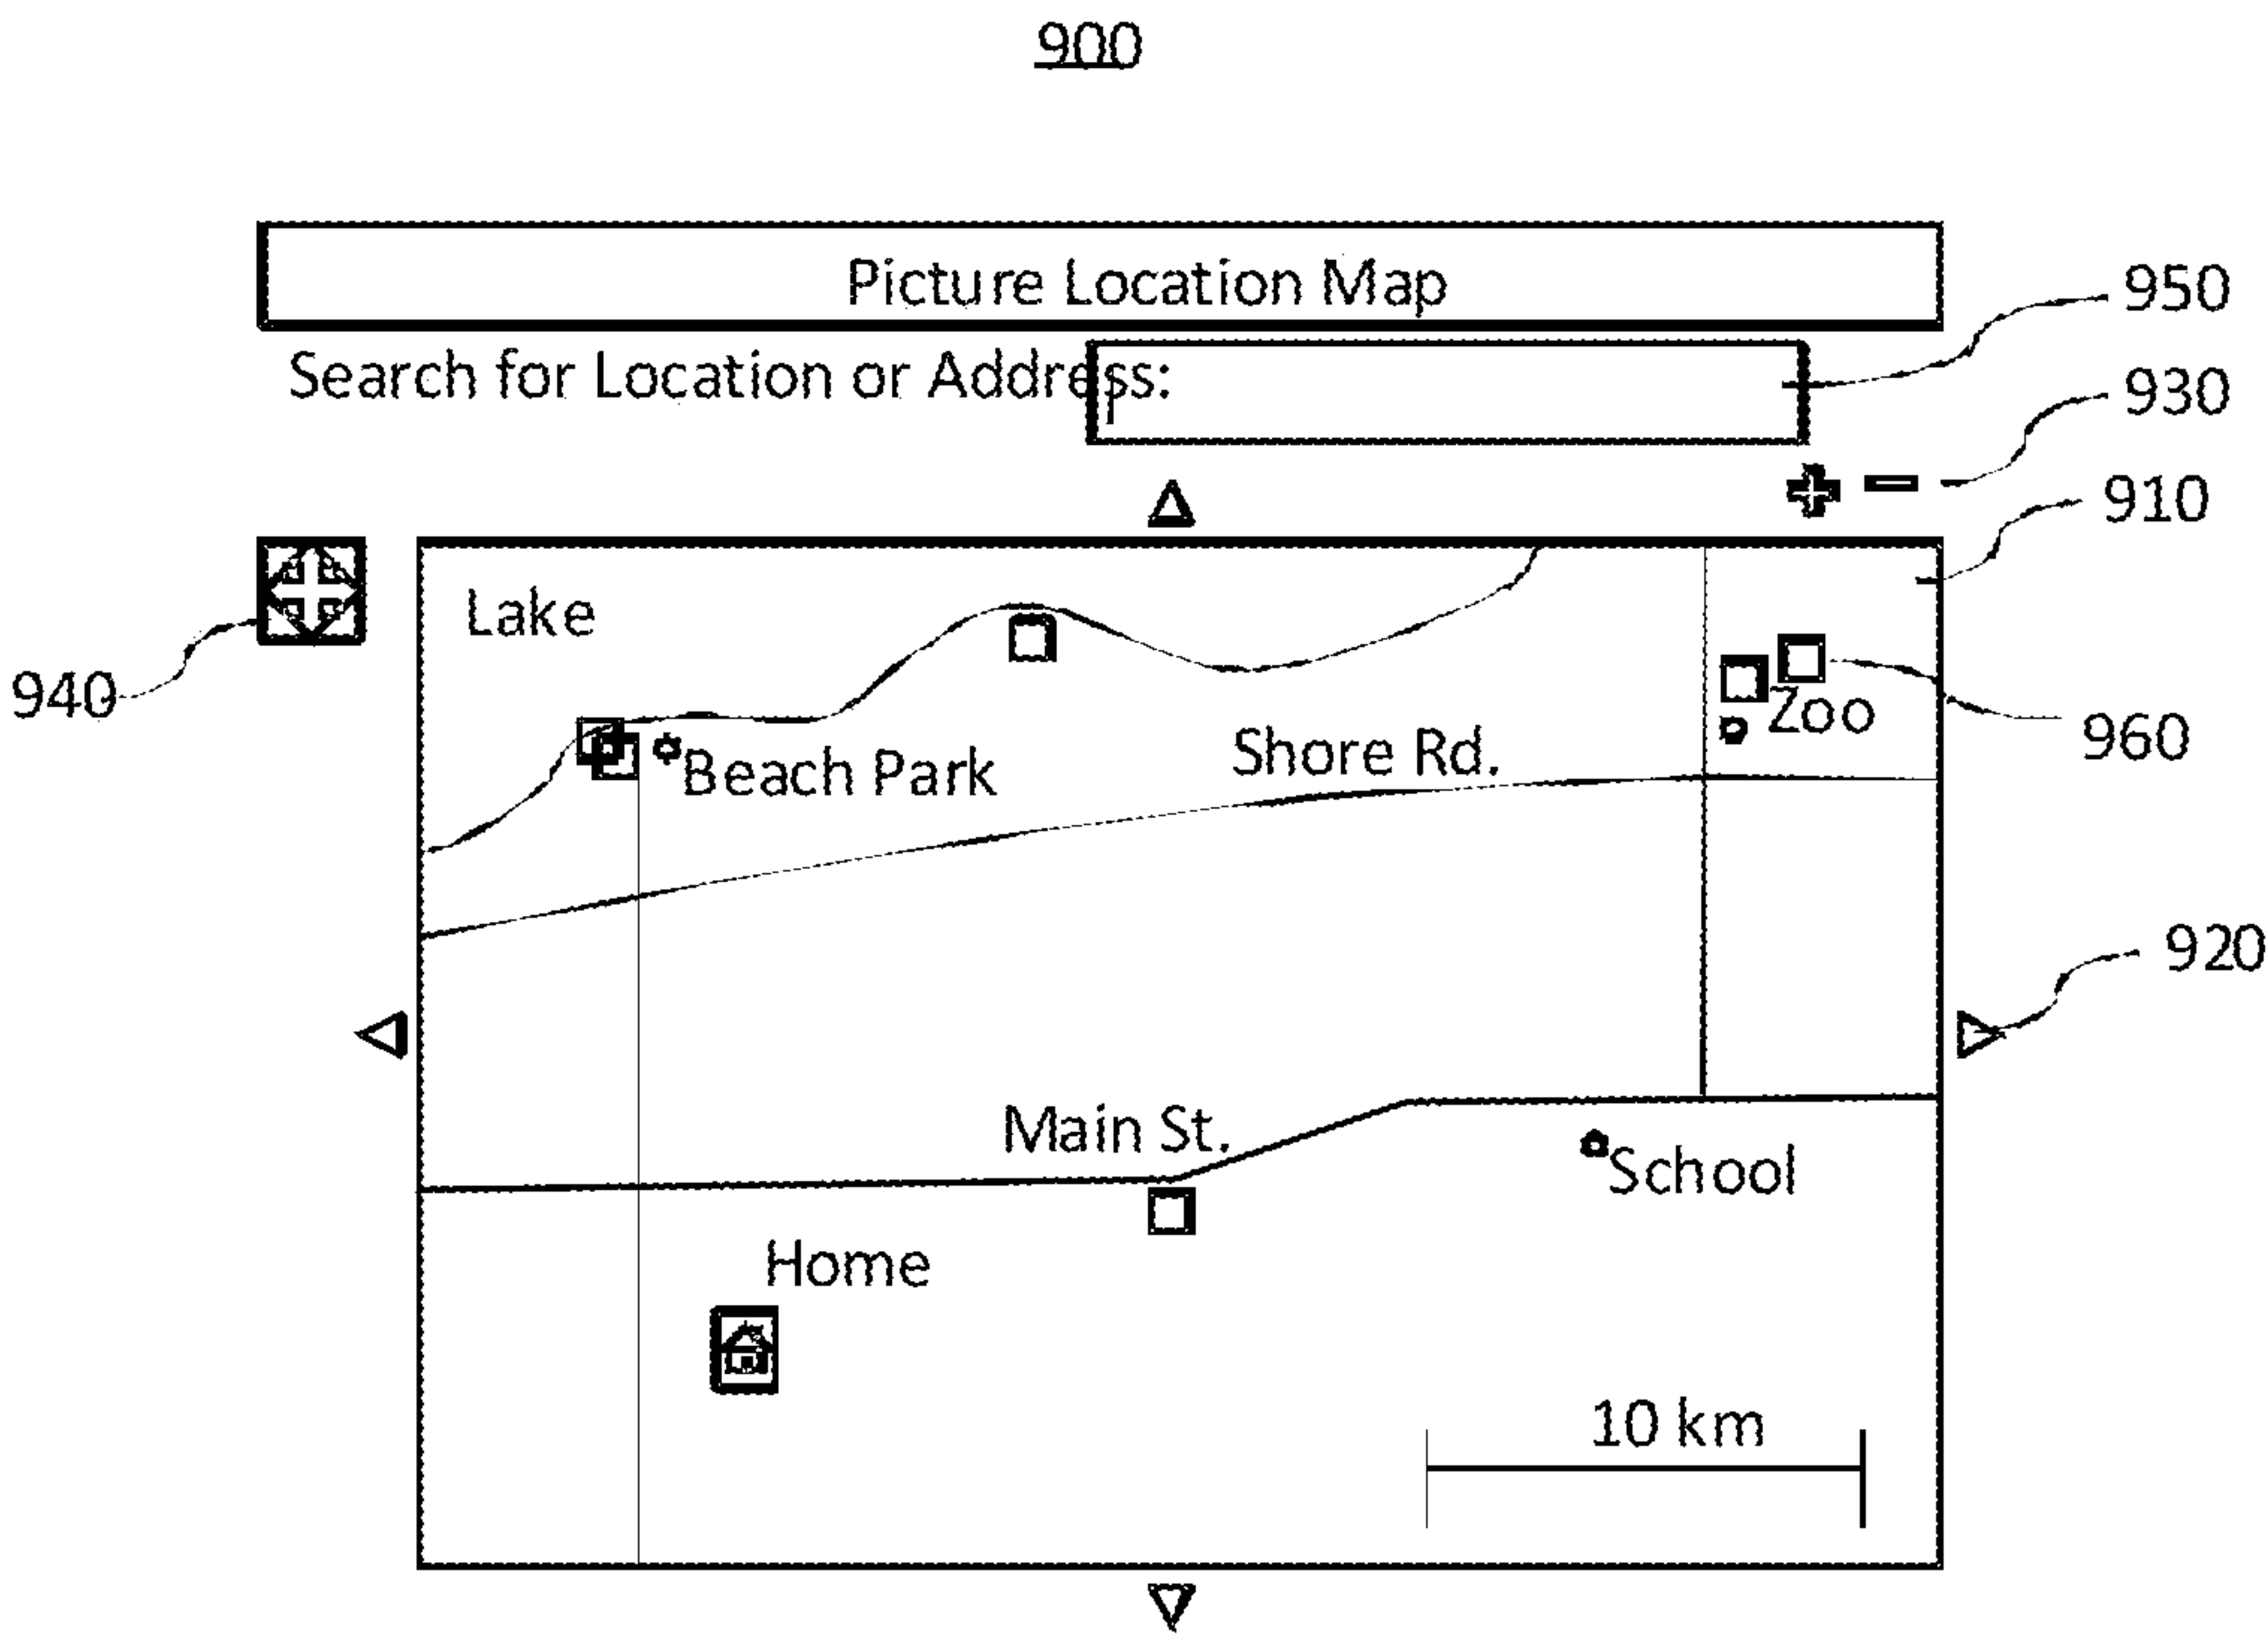 900
Picture Location Map
950
Search for Location or Address:
930
910
Lake
940
Zoo
960
Beach Park
Shore Rd.
920
Main St.
School
Home
10 km